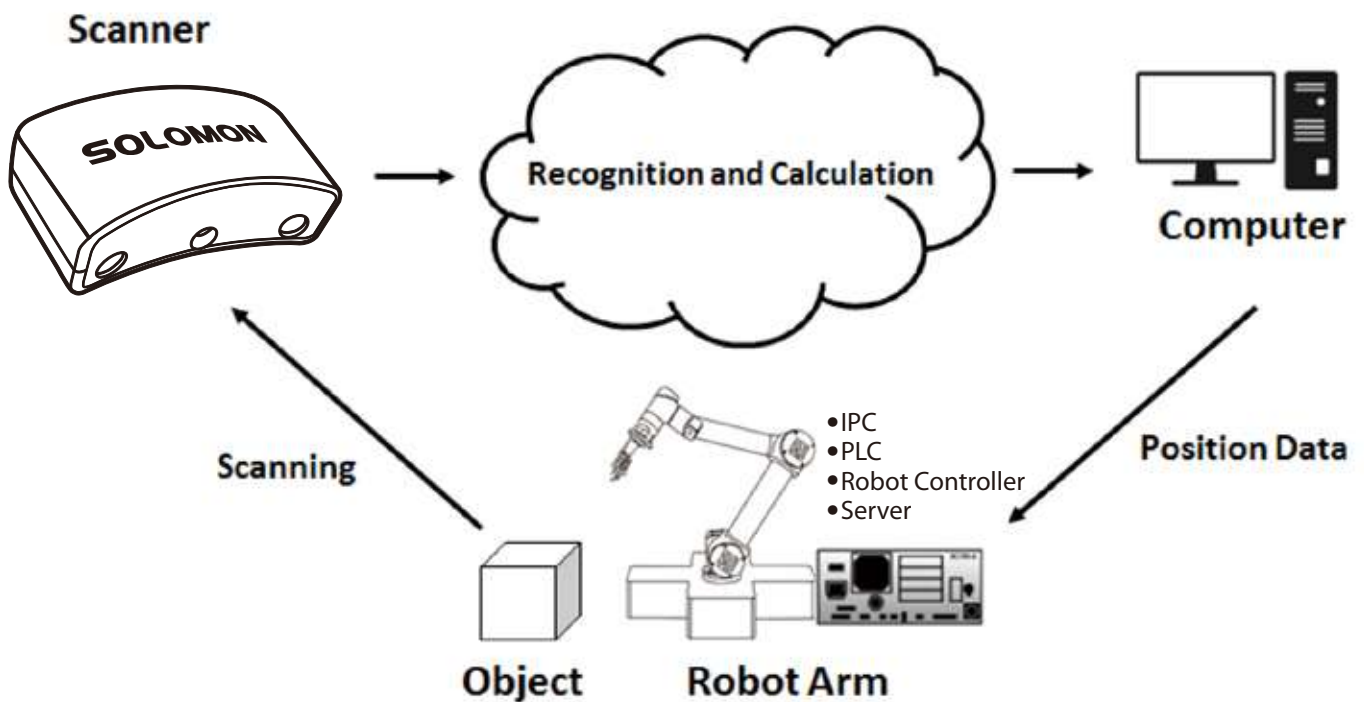 Scanner
SOLOMON
Recognition and Calculation
Computer
Scanning
•IPC
•PLC
•Robot Controller
•Server
Position Data
Object
Robot Arm